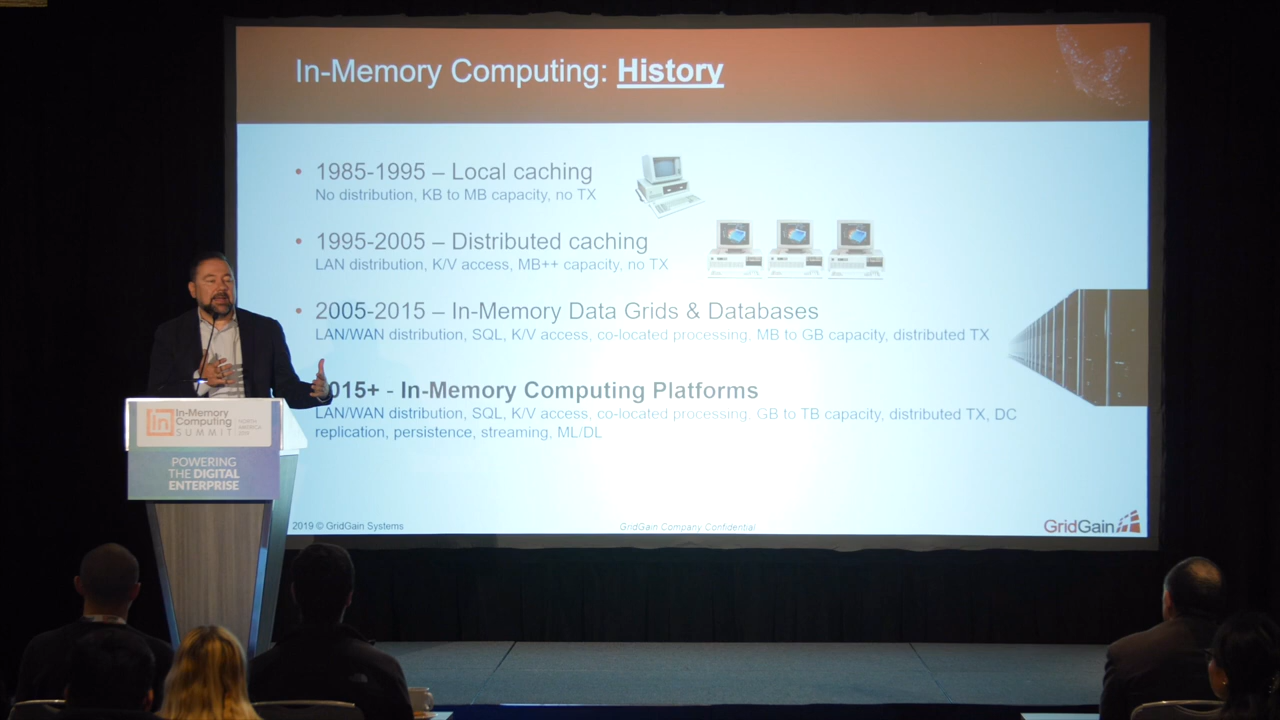 In-Memory Computing: History
• 1985-1995 – Local caching
No distribution, KB to MB capacity, no TX
• 1995-2005 – Distributed caching
LAN distribution, K/V access, MB++ capacity, no TX
• 2005-2015 – In-Memory Data Grids & Databases
LAN/WAN distribution, SQL, K/V access, co-located processing, MB to GB capacity, distributed TX
015+ - In-Memory Computing Platforms
LAN/WAN distribution, SQL, K/V access, co-located processing, GB to TB capacity, distributed TX, DC
replication, persistence, streaming, ML/DL
2019 © GridGain Systems
GridGain Company Confidential
GridGain
In
In-Memory
Computing
SUMMIT
NORTH
AMERICA
2019
POWERING
THE DIGITAL
ENTERPRISE